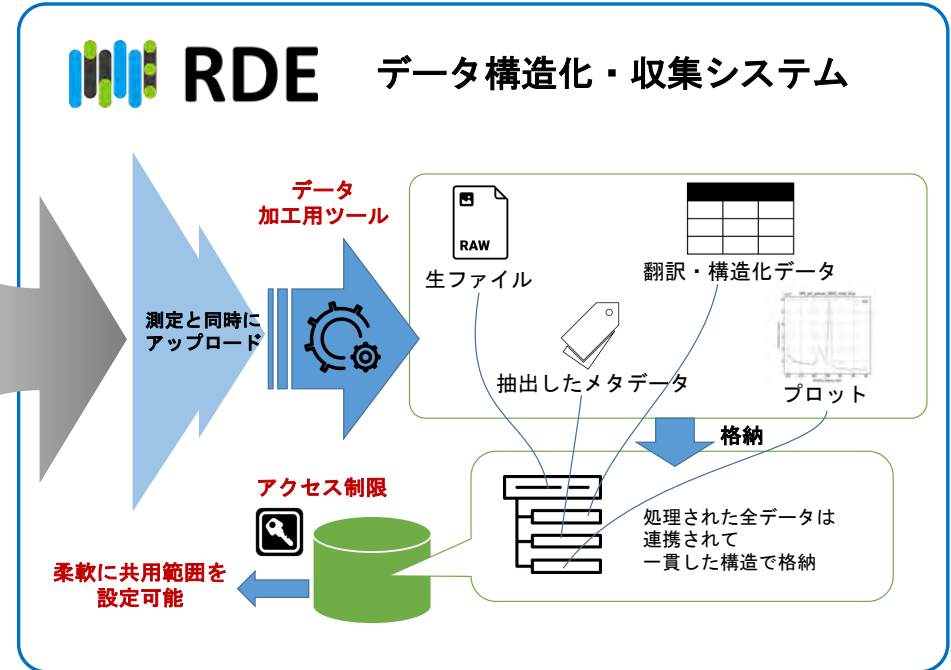 RDE データ構造化・収集システム
データ
加工用ツール
測定と同時に
アップロード
RAW
生ファイル
翻訳・構造化データ
抽出したメタデータ
プロット
格納
アクセス制限
処理された全データは
連携されて
一貫した構造で格納
柔軟に共用範囲を
設定可能